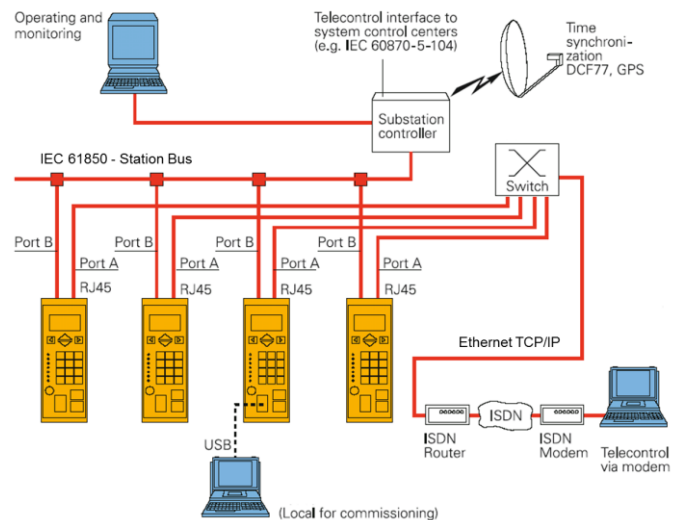 Operating and
monitoring
Telecontrol interface to
system control centers
(e.g. IEC 60870-5-104)
Time
synchroni-
zation
DCF77, GPS
Substation
controller
IEC 61850 - Station Bus
Switch
Port B
Port B
Port B
Port B
Port A
Port A
Port A
Port A
RJ45
RJ45
RJ45
RJ45
Ethernet TCP/IP
ISDN
ISDN
Router
ISDN
Modem
Telecontrol
via modem
USB
(Local for commissioning)